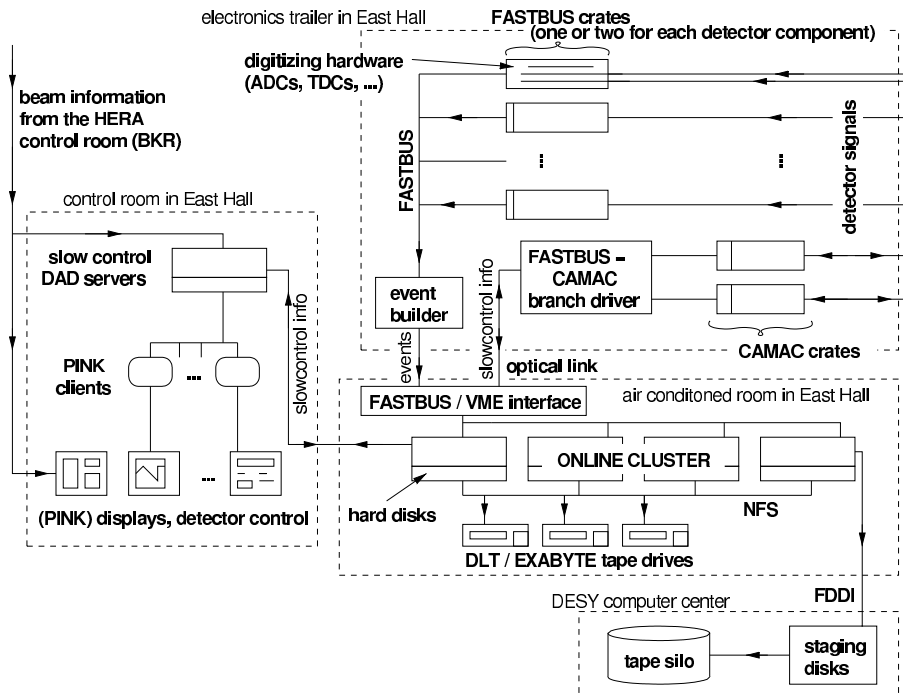 electronics trailer in East Hall
FASTBUS crates
(one or two for each detector component)
digitizing hardware
(ADCs, TDCs, ...)
beam information
from the HERA
control room (BKR)
FASTBUS
...
...
detector signals
control room in East Hall
slow control
DAD servers
FASTBUS –
CAMAC
branch driver
event
builder
slowcontrol info
slowcontrol info
events
CAMAC crates
optical link
PINK
clients
...
FASTBUS / VME interface
air conditoned room in East Hall
ONLINE CLUSTER
...
hard disks
NFS
(PINK) displays, detector control
DLT / EXABYTE tape drives
FDDI
DESY computer center
tape silo
staging
disks